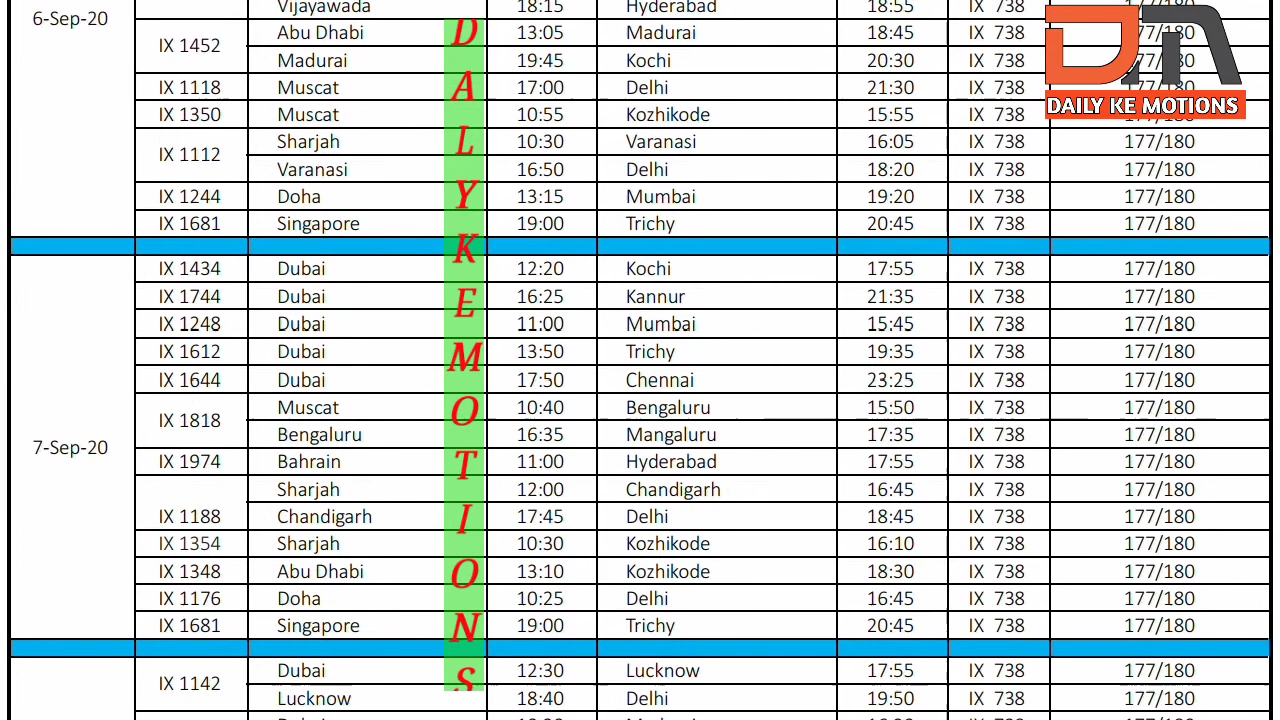 Vijayawada 18:15 Hyderabad 18:55 IX 738
6-Sep-20
IX 1452 Abu Dhabi 13:05 Madurai 18:45 IX 738 177/180
Madurai 19:45 Kochi 20:30 IX 738 177/180
IX 1118 Muscat 17:00 Delhi 21:30 IX 738 177/180
DAILY KE MOTIONS
IX 1350 Muscat 10:55 Kozhikode 15:55 IX 738 177/180
IX 1112 Sharjah 10:30 Varanasi 16:05 IX 738 177/180
Varanasi 16:50 Delhi 18:20 IX 738 177/180
IX 1244 Doha 13:15 Mumbai 19:20 IX 738 177/180
IX 1681 Singapore 19:00 Trichy 20:45 IX 738 177/180
7-Sep-20
IX 1434 Dubai 12:20 Kochi 17:55 IX 738 177/180
IX 1744 Dubai 16:25 Kannur 21:35 IX 738 177/180
IX 1248 Dubai 11:00 Mumbai 15:45 IX 738 177/180
IX 1612 Dubai 13:50 Trichy 19:35 IX 738 177/180
IX 1644 Dubai 17:50 Chennai 23:25 IX 738 177/180
IX 1818 Muscat 10:40 Bengaluru 15:50 IX 738 177/180
Bengaluru 16:35 Mangaluru 17:35 IX 738 177/180
IX 1974 Bahrain 11:00 Hyderabad 17:55 IX 738 177/180
Sharjah 12:00 Chandigarh 16:45 IX 738 177/180
IX 1188 Chandigarh 17:45 Delhi 18:45 IX 738 177/180
IX 1354 Sharjah 10:30 Kozhikode 16:10 IX 738 177/180
IX 1348 Abu Dhabi 13:10 Kozhikode 18:30 IX 738 177/180
IX 1176 Doha 10:25 Delhi 16:45 IX 738 177/180
IX 1681 Singapore 19:00 Trichy 20:45 IX 738 177/180
IX 1142 Dubai 12:30 Lucknow 17:55 IX 738 177/180
Lucknow 18:40 Delhi 19:50 IX 738 177/180
DALYKEMOTIONS